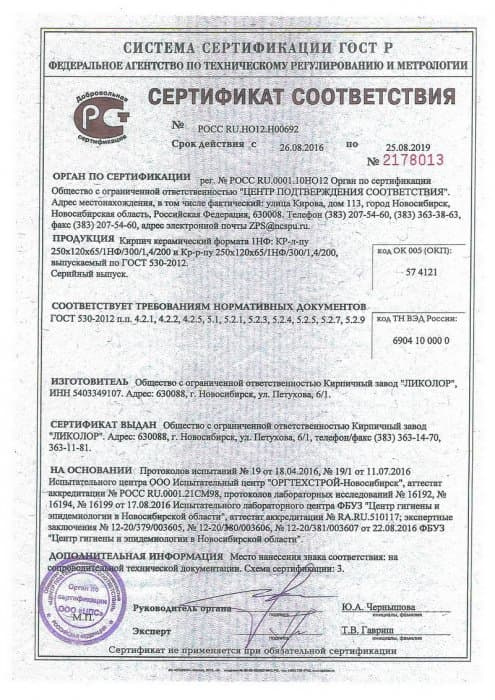 СИСТЕМА СЕРТИФИКАЦИИ ГОСТ Р
ФЕДЕРАЛЬНОЕ АГЕНТСТВО ПО ТЕХНИЧЕСКОМУ РЕГУЛИРОВАНИЮ И МЕТРОЛОГИИ
Добровольная
РСТ
сертификация
СЕРТИФИКАТ СООТВЕТСТВИЯ
№ РОСС RU.НО12.Н00692
Срок действия с 26.08.2016 по 25.08.2019
№ 2178013
ОРГАН ПО СЕРТИФИКАЦИИ рег. № РОСС RU.0001.10НО12 Орган по сертификации
Общество с ограниченной ответственностью "ЦЕНТР ПОДТВЕРЖДЕНИЯ СООТВЕТСТВИЯ".
Адрес местонахождения, в том числе фактический: улица Кирова, дом 113, город Новосибирск,
Новосибирская область, Российская Федерация, 630008. Телефон (383) 207-54-60, (383) 363-38-63,
факс (383) 207-54-60, адрес электронной почты ZPS@ncspu.ru.
ПРОДУКЦИЯ Кирпич керамический формата 1НФ: КР-л-пу
250х120х65/1НФ/300/1,4/200 и Кр-р-пу 250х120х65/1НФ/300/1,4/200,
выпускаемый по ГОСТ 530-2012.
Серийный выпуск.
код ОК 005 (ОКП):
57 4121
СООТВЕТСТВУЕТ ТРЕБОВАНИЯМ НОРМАТИВНЫХ ДОКУМЕНТОВ
ГОСТ 530-2012 п.п. 4.2.1, 4.2.2, 4.2.5, 5.1, 5.2.1, 5.2.3, 5.2.4, 5.2.5, 5.2.7, 5.2.9
код ТН ВЭД России:
6904 10 000 0
ИЗГОТОВИТЕЛЬ Общество с ограниченной ответственностью Кирпичный завод "ЛИКОЛОР",
ИНН 5403349107. Адрес: 630088, г. Новосибирск, ул. Петухова, 6/1.
СЕРТИФИКАТ ВЫДАН Общество с ограниченной ответственностью Кирпичный завод
"ЛИКОЛОР". Адрес: 630088, г. Новосибирск, ул. Петухова, 6/1, телефон/факс (383) 363-14-70,
363-11-81.
НА ОСНОВАНИИ Протоколов испытаний № 19 от 18.04.2016, № 19/1 от 11.07.2016
Испытательного центра ООО Испытательный центр "ОРГТЕХСТРОЙ-Новосибирск", аттестат
аккредитации № РОСС RU.0001.21СМ98, протоколов лабораторных исследований № 16192, №
16194, № 16199 от 17.08.2016 Испытательного лабораторного центра ФБУЗ "Центр гигиены и
эпидемиологии в Новосибирской области", аттестат аккредитации № RA.RU.510117; экспертные
заключения № 12-20/379/003605, № 12-20/380/003606, № 12-20/381/003607 от 22.08.2016 ФБУЗ
"Центр гигиены и эпидемиологии в Новосибирской области".
ДОПОЛНИТЕЛЬНАЯ ИНФОРМАЦИЯ Место нанесения знака соответствия: на
сопроводительной технической документации. Схема сертификации: 3.
Орган по
сертификации
ООО "ЦПС"
М.П.
Руководитель органа
подпись
Ю.А. Чернышова
инициалы, фамилия
Эксперт
подпись
Т.В. Гавриш
инициалы, фамилия
Сертификат не применяется при обязательной сертификации